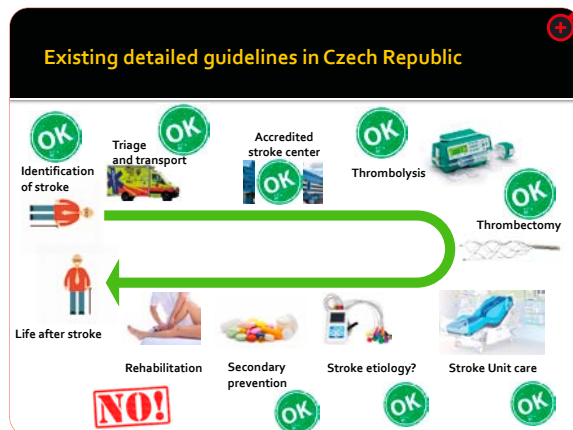 Existing detailed guidelines in Czech Republic
OK
Identification
of stroke
Triage
and transport
OK
Accredited
stroke center
OK
OK
Thrombolysis
OK
Thrombectomy
Life after stroke
Rehabilitation
NO!
Secondary
prevention
OK
Stroke etiology?
OK
Stroke Unit care
OK